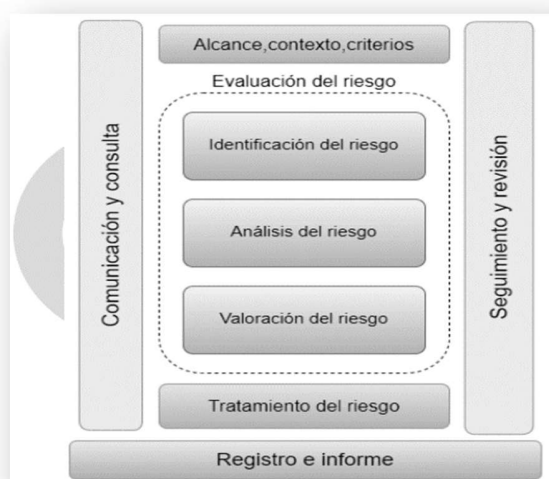 Alcance,contexto,criterios
Evaluación del riesgo
Comunicación y consulta
Identificación del riesgo
Análisis del riesgo
Valoración del riesgo
Seguimiento y revisión
Tratamiento del riesgo
Registro e informe